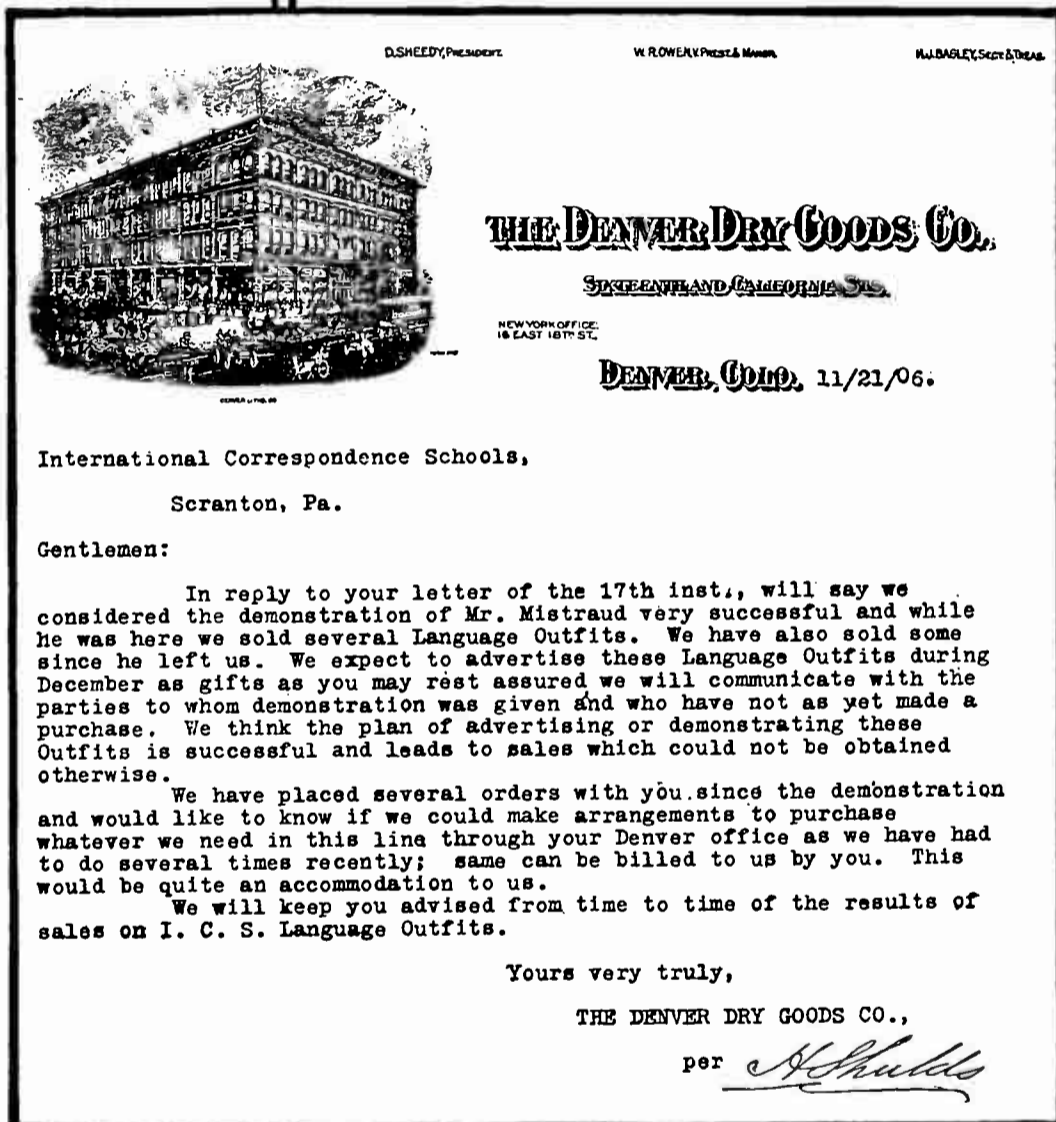 D. SHEEDY, PRESIDENT. W. R. OWEN, V. PREST & MANGR. M. J. BAGLEY, SECT & TREAS.
THE DENVER DRY GOODS CO.,
SIXTEENTH AND CALIFORNIA STS.
NEW YORK OFFICE:
16 EAST 18TH ST.,
DENVER, COLO. 11/21/06.
International Correspondence Schools,
Scranton, Pa.
Gentlemen:
In reply to your letter of the 17th inst., will say we
considered the demonstration of Mr. Mistraud very successful and while
he was here we sold several Language Outfits. We have also sold some
since he left us. We expect to advertise these Language Outfits during
December as gifts as you may rest assured we will communicate with the
parties to whom demonstration was given and who have not as yet made a
purchase. We think the plan of advertising or demonstrating these
Outfits is successful and leads to sales which could not be obtained
otherwise.
We have placed several orders with you since the demonstration
and would like to know if we could make arrangements to purchase
whatever we need in this line through your Denver office as we have had
to do several times recently; same can be billed to us by you. This
would be quite an accommodation to us.
We will keep you advised from time to time of the results of
sales on I. C. S. Language Outfits.
Yours very truly,
THE DENVER DRY GOODS CO.,
per H Shulds